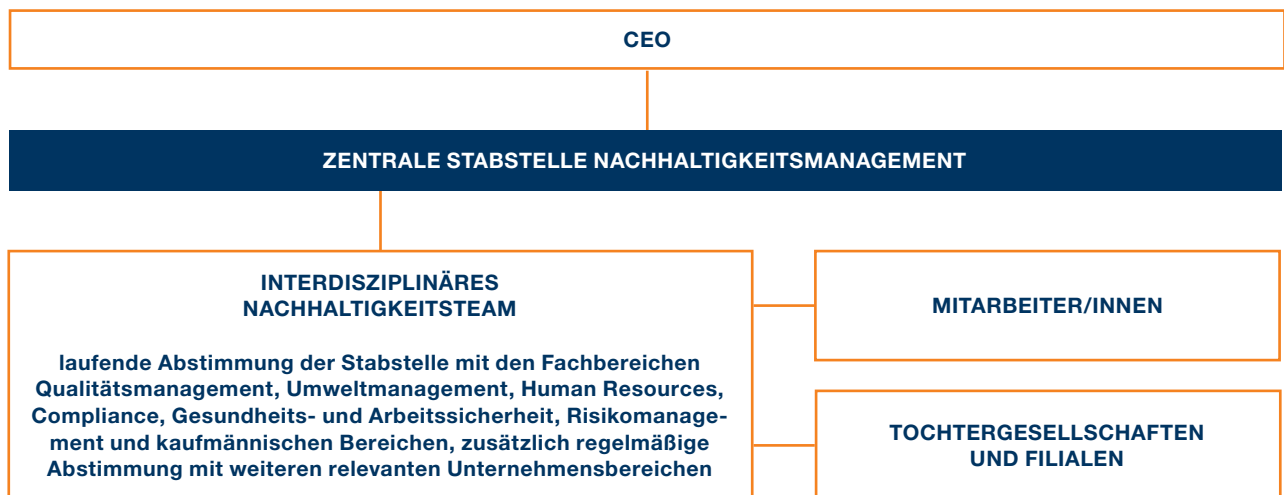 CEO
ZENTRALE STABSTELLE NACHHALTIGKEITSMANAGEMENT
INTERDISZIPLINÄRES
NACHHALTIGKEITSTEAM
laufende Abstimmung der Stabstelle mit den Fachbereichen
Qualitätsmanagement, Umweltmanagement, Human Resources,
Compliance, Gesundheits- und Arbeitssicherheit, Risikomanage-
ment und kaufmännischen Bereichen, zusätzlich regelmäßige
Abstimmung mit weiteren relevanten Unternehmensbereichen
MITARBEITER/INNEN
TOCHTERGESELLSCHAFTEN
UND FILIALEN